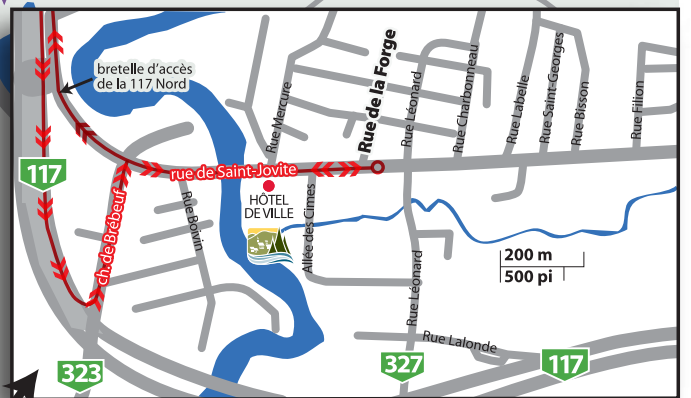 bretelle d'accès
de la 117 Nord
Rue Mercure
Rue de la Forge
Rue Léonard
Rue Charbonneau
Rue Labelle
Rue Saint-Georges
Rue Bisson
Rue Filion
117
rue de Saint-Jovite
HÔTEL
DE VILLE
ch. de Brébeuf
Rue Boivin
Allée des Cimes
200 m
500 pi
Rue Léonard
Rue Lalonde
323
327
117